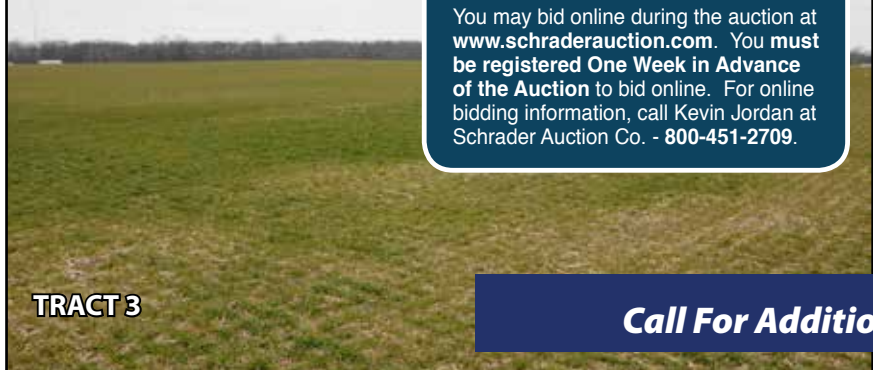 You may bid online during the auction at
www.schraderauction.com. You must
be registered One Week in Advance
of the Auction to bid online. For online
bidding information, call Kevin Jordan at
Schrader Auction Co. - 800-451-2709.
TRACT 3
Call For